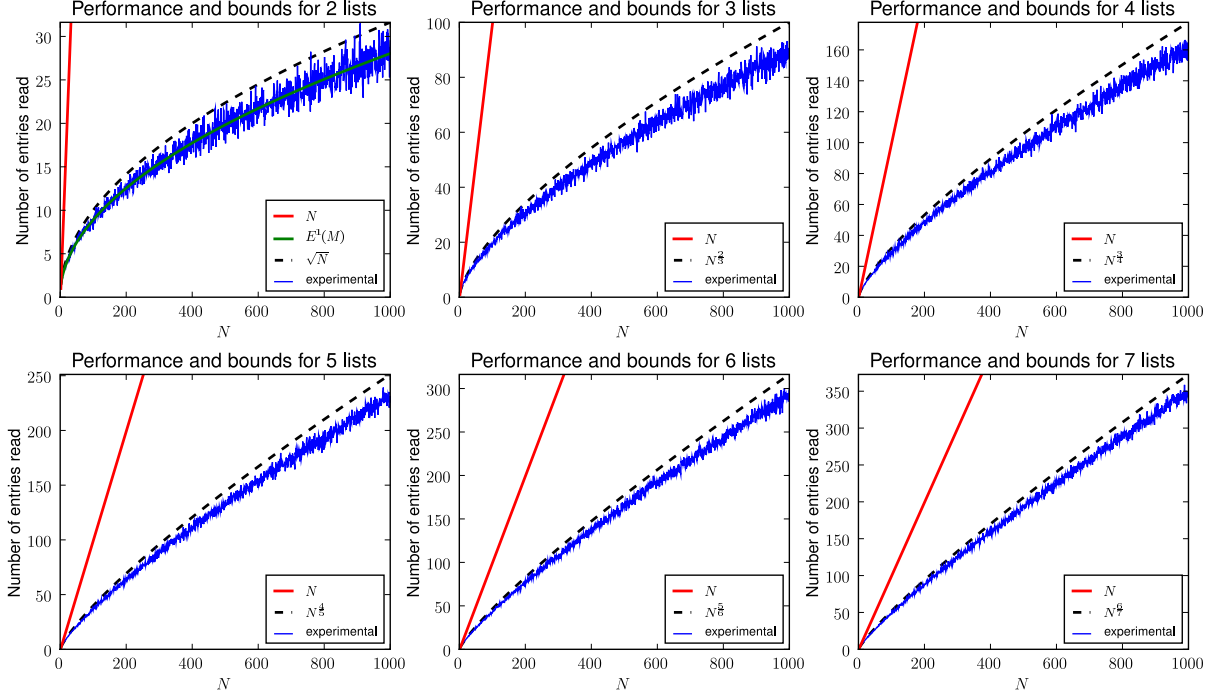 Performance and bounds for 2 lists
Number of entries read
30
25
20
15
10
5
0
0 200 400 600 800 1000
N
N
E¹(M)
√N
experimental
Performance and bounds for 3 lists
Number of entries read
100
80
60
40
20
0
0 200 400 600 800 1000
N
N
N^{2/3}
experimental
Performance and bounds for 4 lists
Number of entries read
160
140
120
100
80
60
40
20
0
0 200 400 600 800 1000
N
N
N^{3/4}
experimental
Performance and bounds for 5 lists
Number of entries read
250
200
150
100
50
0
0 200 400 600 800 1000
N
N
N^{4/5}
experimental
Performance and bounds for 6 lists
Number of entries read
300
250
200
150
100
50
0
0 200 400 600 800 1000
N
N
N^{5/6}
experimental
Performance and bounds for 7 lists
Number of entries read
350
300
250
200
150
100
50
0
0 200 400 600 800 1000
N
N
N^{6/7}
experimental